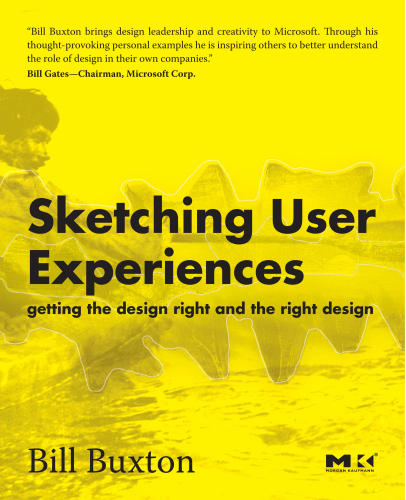 “Bill Buxton brings design leadership and creativity to Microsoft. Through his
thought-provoking personal examples he is inspiring others to better understand
the role of design in their own companies.”
Bill Gates—Chairman, Microsoft Corp.
Sketching User
Experiences
getting the design right and the right design
Bill Buxton
MK®
MORGAN KAUFMANN